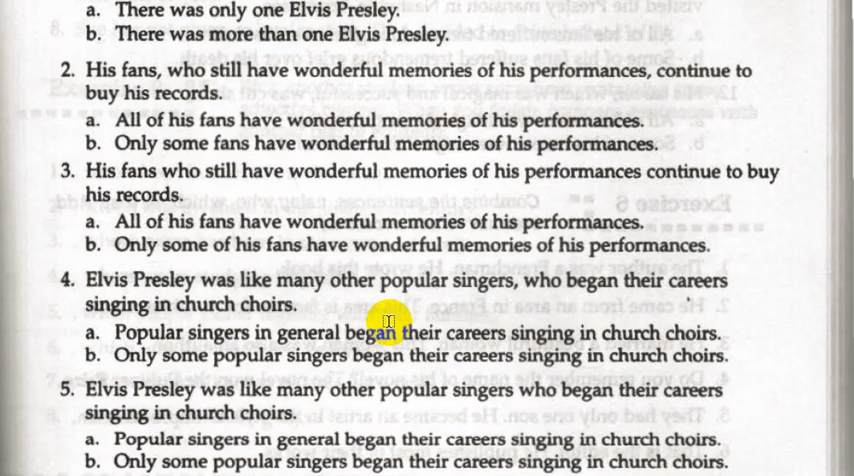 a. There was only one Elvis Presley.
b. There was more than one Elvis Presley.
2. His fans, who still have wonderful memories of his performances, continue to
buy his records.
a. All of his fans have wonderful memories of his performances.
b. Only some fans have wonderful memories of his performances.
3. His fans who still have wonderful memories of his performances continue to buy
his records.
a. All of his fans have wonderful memories of his performances.
b. Only some of his fans have wonderful memories of his performances.
4. Elvis Presley was like many other popular singers, who began their careers
singing in church choirs.
a. Popular singers in general began their careers singing in church choirs.
b. Only some popular singers began their careers singing in church choirs.
5. Elvis Presley was like many other popular singers who began their careers
singing in church choirs.
a. Popular singers in general began their careers singing in church choirs.
b. Only some popular singers began their careers singing in church choirs.